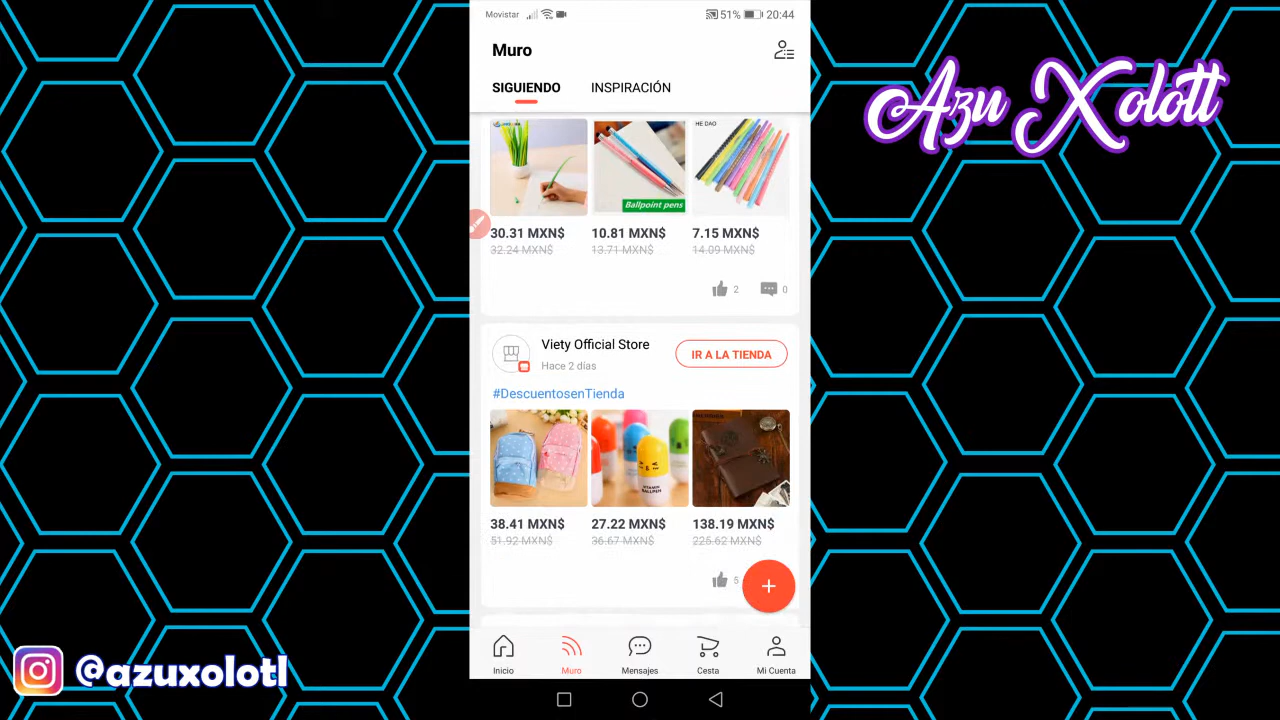 Movistar
51%
20:44
Muro
SIGUIENDO
INSPIRACIÓN
HE DAO
Ballpoint pens
30.31 MXN$
10.81 MXN$
7.15 MXN$
32.24 MXN$
13.71 MXN$
14.09 MXN$
2
0
Viety Official Store
Hace 2 días
IR A LA TIENDA
#DescuentosenTienda
VITAMIN
BALLPEN
38.41 MXN$
27.22 MXN$
138.19 MXN$
51.92 MXN$
36.67 MXN$
225.62 MXN$
5
Inicio
Muro
Mensajes
Cesta
Mi Cuenta
Azu Xolotl
@azuxolotl